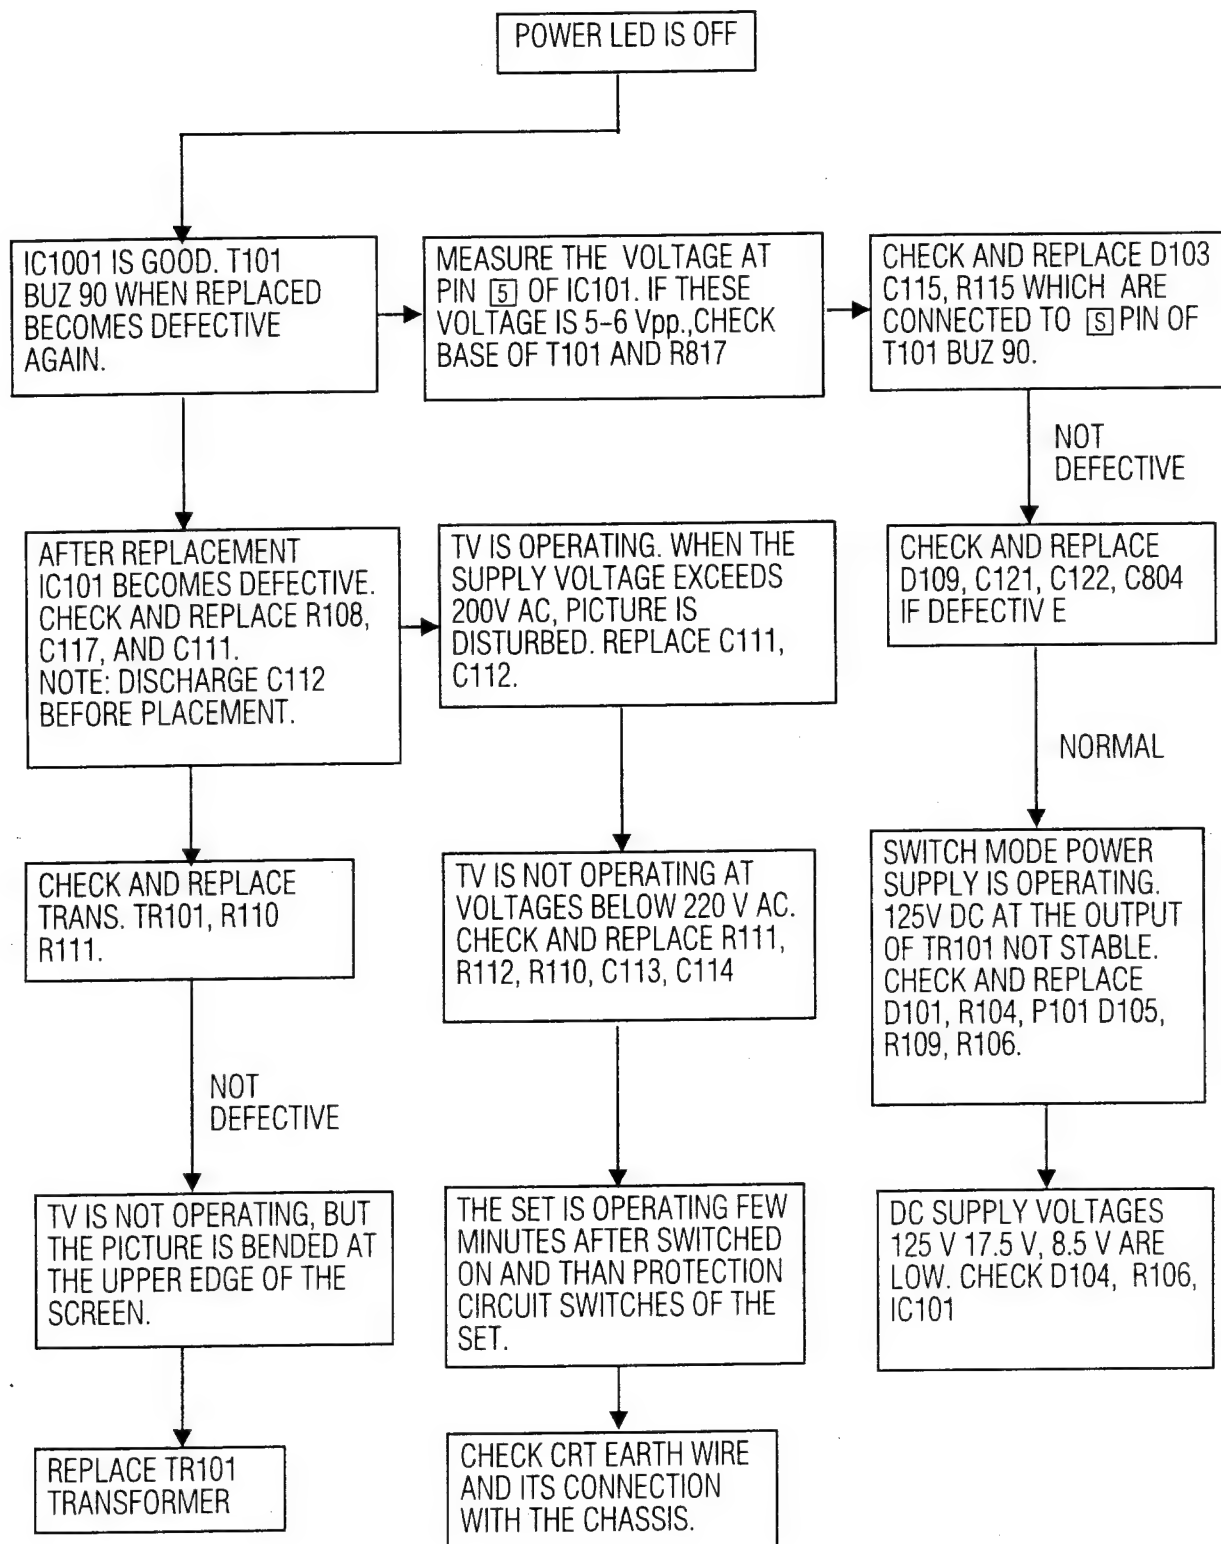 POWER LED IS OFF
IC1001 IS GOOD. T101
BUZ 90 WHEN REPLACED
BECOMES DEFECTIVE
AGAIN.
MEASURE THE VOLTAGE AT
PIN 5 OF IC101. IF THESE
VOLTAGE IS 5-6 Vpp.,CHECK
BASE OF T101 AND R817
CHECK AND REPLACE D103
C115, R115 WHICH ARE
CONNECTED TO S PIN OF
T101 BUZ 90.
NOT
DEFECTIVE
AFTER REPLACEMENT
IC101 BECOMES DEFECTIVE.
CHECK AND REPLACE R108,
C117, AND C111.
NOTE: DISCHARGE C112
BEFORE PLACEMENT.
TV IS OPERATING. WHEN THE
SUPPLY VOLTAGE EXCEEDS
200V AC, PICTURE IS
DISTURBED. REPLACE C111,
C112.
CHECK AND REPLACE
D109, C121, C122, C804
IF DEFECTIV E
NORMAL
CHECK AND REPLACE
TRANS. TR101, R110
R111.
TV IS NOT OPERATING AT
VOLTAGES BELOW 220 V AC.
CHECK AND REPLACE R111,
R112, R110, C113, C114
SWITCH MODE POWER
SUPPLY IS OPERATING.
125V DC AT THE OUTPUT
OF TR101 NOT STABLE.
CHECK AND REPLACE
D101, R104, P101 D105,
R109, R106.
NOT
DEFECTIVE
TV IS NOT OPERATING, BUT
THE PICTURE IS BENDED AT
THE UPPER EDGE OF THE
SCREEN.
THE SET IS OPERATING FEW
MINUTES AFTER SWITCHED
ON AND THAN PROTECTION
CIRCUIT SWITCHES OF THE
SET.
DC SUPPLY VOLTAGES
125 V 17.5 V, 8.5 V ARE
LOW. CHECK D104, R106,
IC101
REPLACE TR101
TRANSFORMER
CHECK CRT EARTH WIRE
AND ITS CONNECTION
WITH THE CHASSIS.